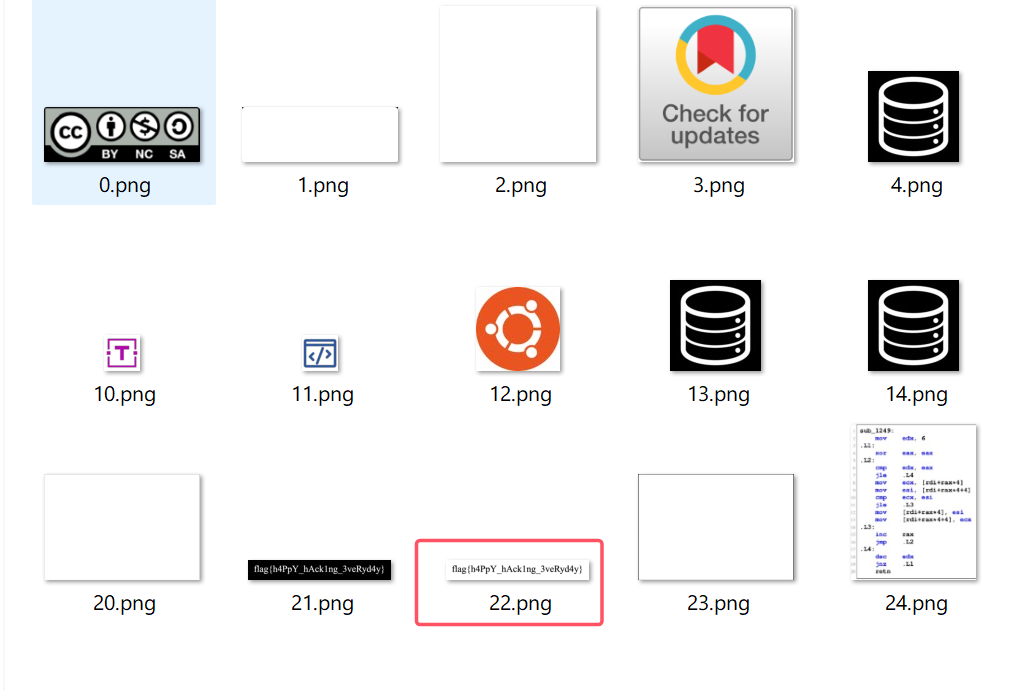 CC BY NC SA
Check for
updates
0.png
1.png
2.png
3.png
4.png
T
</>
10.png
11.png
12.png
13.png
14.png
sub_1249:
mov edx, 6
.L1:
xor eax, eax
.L2:
cmp edx, eax
jle .L4
mov ecx, [rdi+rax*4]
mov esi, [rdi+rax*4+4]
cmp ecx, esi
jle .L3
mov [rdi+rax*4], esi
mov [rdi+rax*4+4], ecx
.L3:
inc rax
jmp .L2
.L4:
dec edx
jnz .L1
retn
flag{h4PpY_hAck1ng_3veRyd4y}
flag{h4PpY_hAck1ng_3veRyd4y}
20.png
21.png
22.png
23.png
24.png